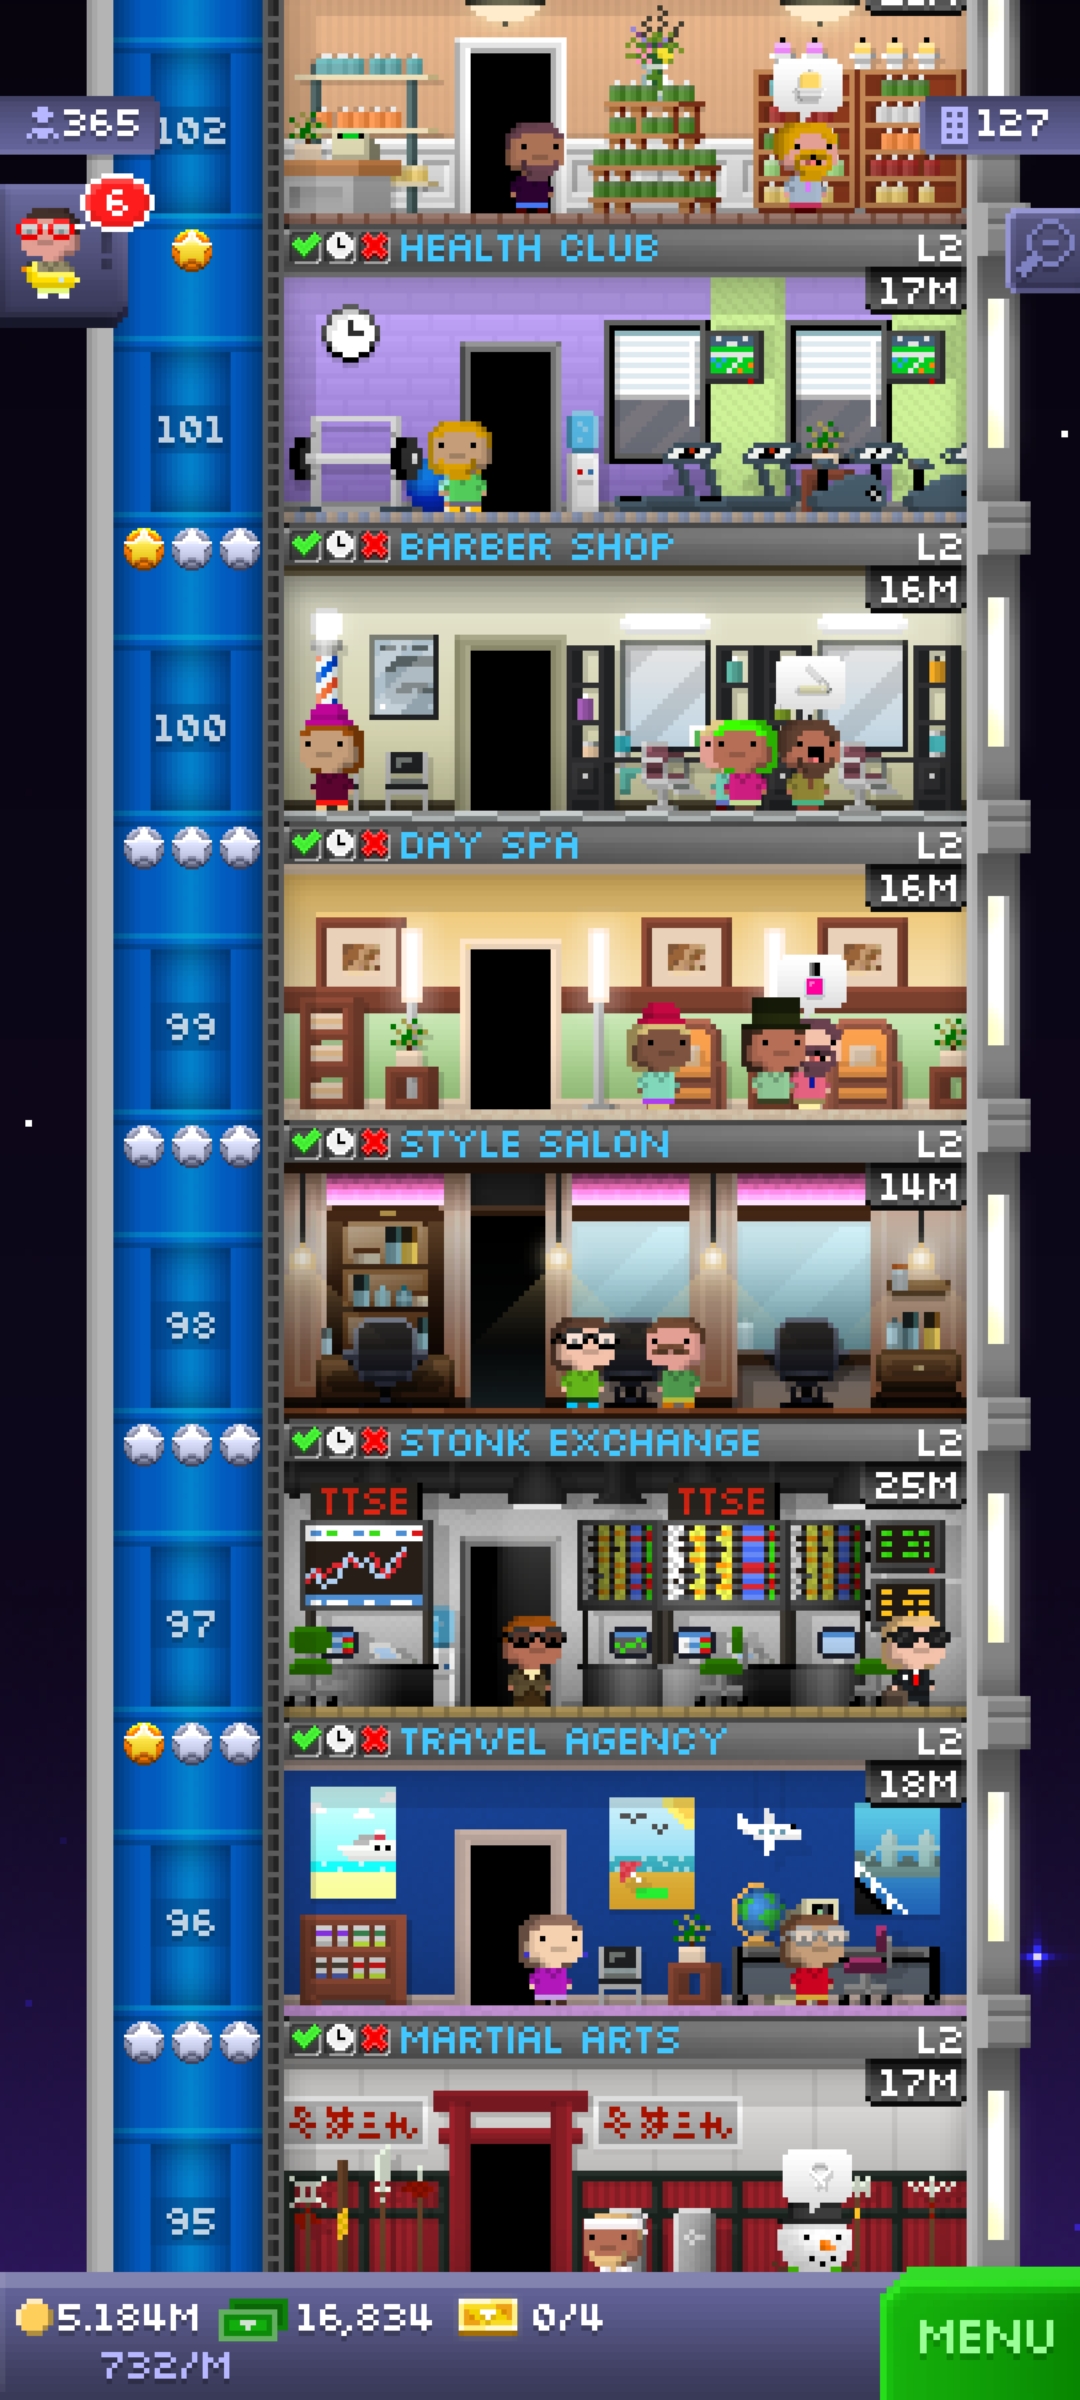 102
365
127
6
HEALTH CLUB L2
17M
101
BARBER SHOP L2
16M
100
DAY SPA L2
16M
99
STYLE SALON L2
14M
98
STONK EXCHANGE L2
25M
TTSE TTSE
97
TRAVEL AGENCY L2
18M
96
MARTIAL ARTS L2
17M
95
5.184M 16,834 0/4
732/M
MENU